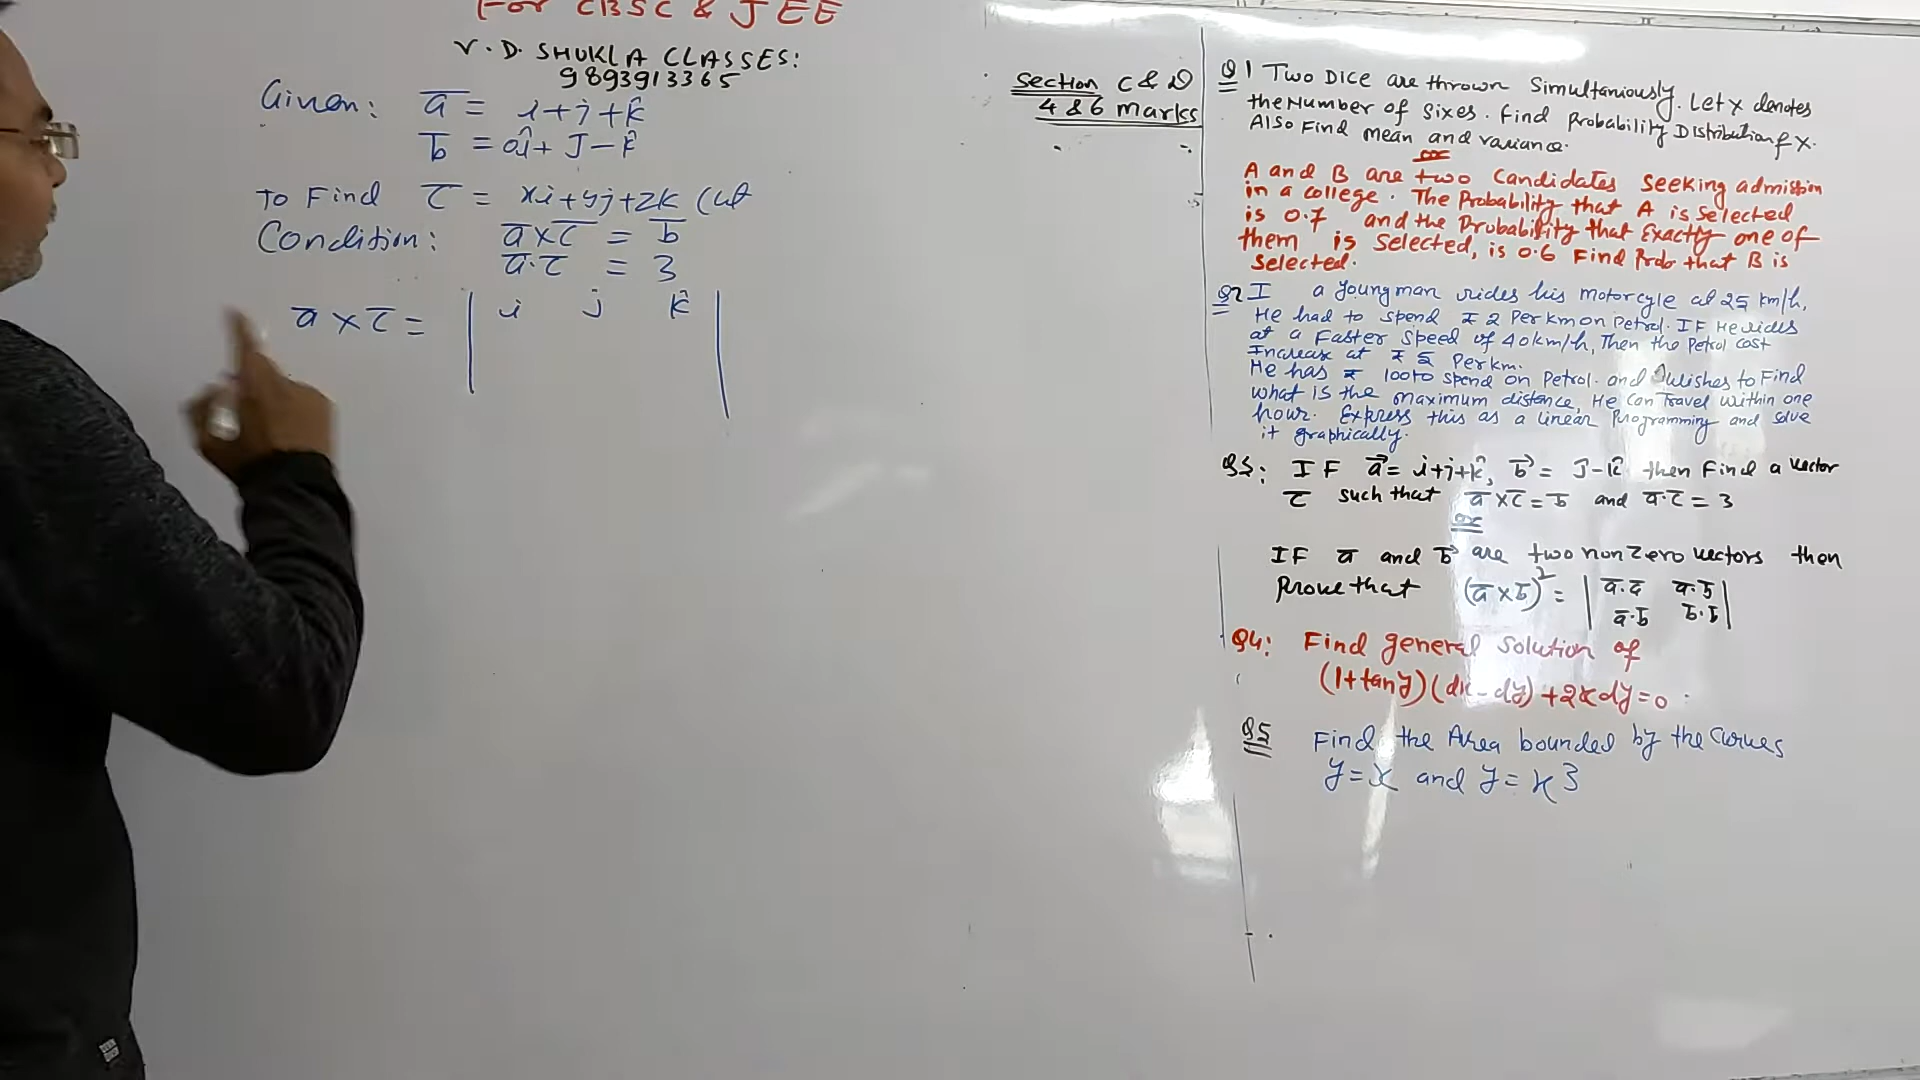 For CBSC & JEE
V.D. SHUKLA CLASSES:
9893913365
Given: a̅ = i+j+k̂
b̅ = 0î+J-k̂
To Find c̅ = xi+yj+zk (let
Condition: a̅×c̅ = b̅
a̅.c̅ = 3
a̅×c̅ = | i j k̂ |
Section C & D
4 & 6 marks
Q1 Two Dice are thrown Simultaniously. Let x denotes
the Number of Sixes. Find Probability Distribution of x.
Also Find mean and variance.
or
A and B are two Candidates Seeking admission
in a college. The Probability that A is Selected
is 0.7 and the Probability that Exactly one of
them is Selected, is 0.6 Find Prob that B is
Selected.
Q2 I a young man rides his motorcycle at 25 km/h,
He had to spend ₹ 2 Per km on Petrol. IF He rides
at a Faster Speed of 40km/h, Then the Petrol cost
Increase at ₹ 5 Per km.
He has ₹ 100 to spend on Petrol. and wishes to Find
what is the maximum distance, He can Travel within one
hour. Express this as a linear Programming and solve
it graphically.
Q3: IF a⃗ = i+j+k̂, b⃗ = J-k̂ then Find a vector
c̅ such that a̅×c̅ = b̅ and a̅.c̅ = 3
or
IF a̅ and b⃗ are two non Zero vectors then
Prove that (a̅×b̅)² = | a̅.a̅ a̅.b̅ |
| a̅.b̅ b̅.b̅ |
Q4: Find general Solution of
(1+tany)(dx-dy)+2xdy=0
Q5 Find the Area bounded by the curves
y=x and y=x3